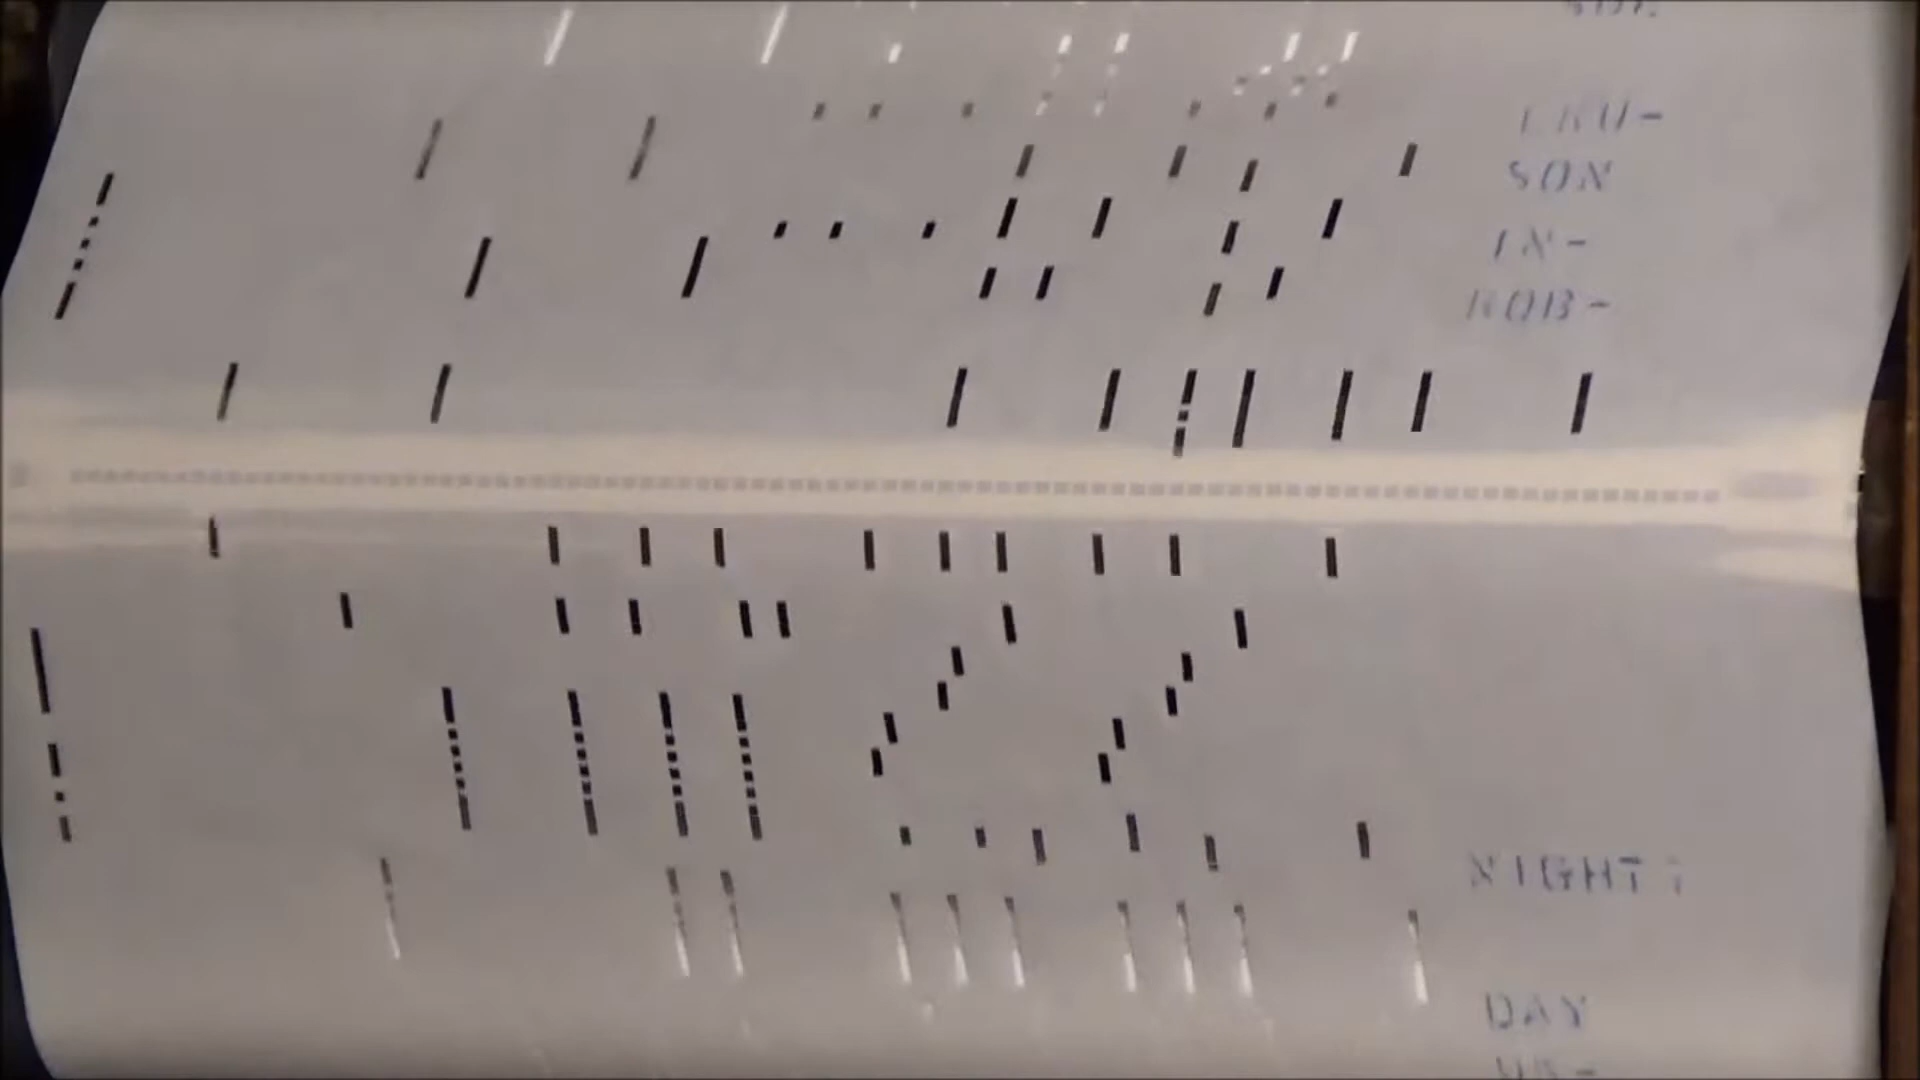 CRU-
SON
IN-
ROB-
NIGHT;
DAY